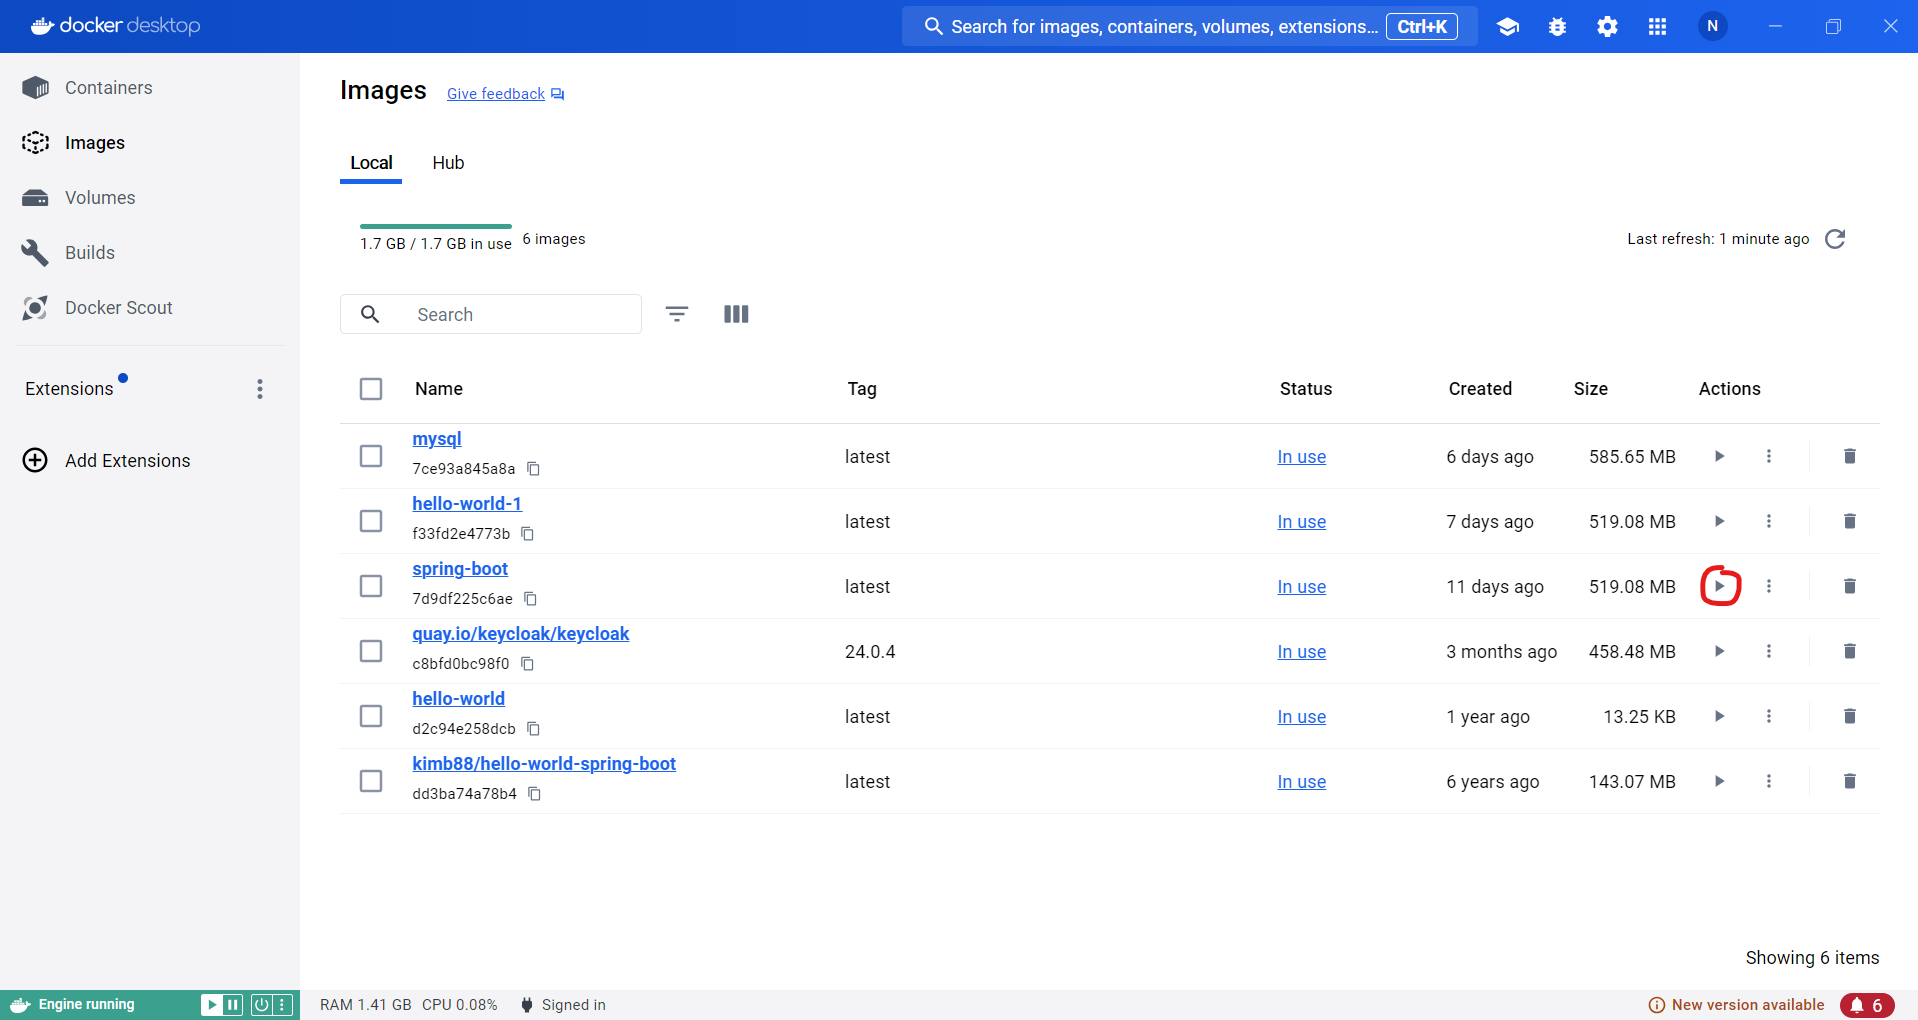 docker desktop
Search for images, containers, volumes, extensions... Ctrl+K
N
Containers
Images
Volumes
Builds
Docker Scout
Extensions
Add Extensions
Images Give feedback
Local Hub
1.7 GB / 1.7 GB in use 6 images
Last refresh: 1 minute ago
Search
Name Tag Status Created Size Actions
mysql
7ce93a845a8a latest In use 6 days ago 585.65 MB
hello-world-1
f33fd2e4773b latest In use 7 days ago 519.08 MB
spring-boot
7d9df225c6ae latest In use 11 days ago 519.08 MB
quay.io/keycloak/keycloak
c8bfd0bc98f0 24.0.4 In use 3 months ago 458.48 MB
hello-world
d2c94e258dcb latest In use 1 year ago 13.25 KB
kimb88/hello-world-spring-boot
dd3ba74a78b4 latest In use 6 years ago 143.07 MB
Showing 6 items
Engine running
RAM 1.41 GB CPU 0.08% Signed in
New version available 6